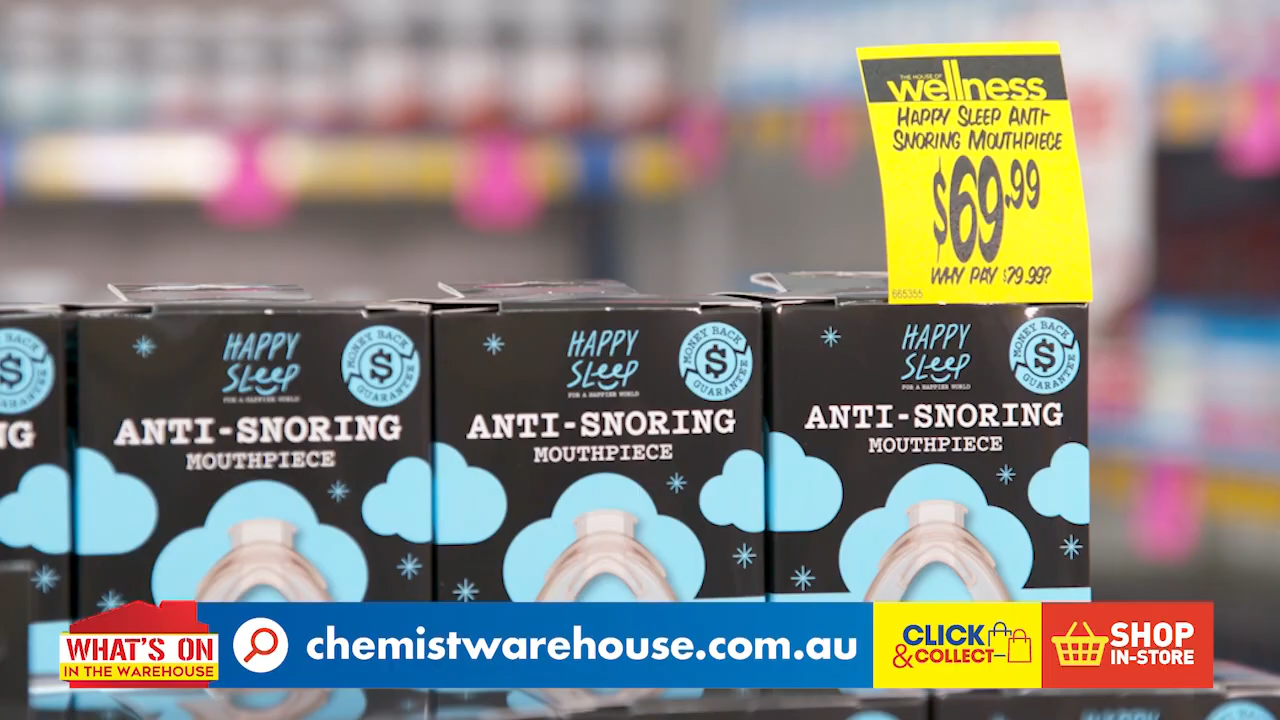 THE HOUSE OF
wellness
HAPPY SLEEP ANTI-
SNORING MOUTHPIECE
$69.99
WHY PAY $79.99?
665355
BACK
$
GUARANTEE
NG
HAPPY
SLEEP
FOR A HAPPIER WORLD
MONEY BACK
$
GUARANTEE
ANTI-SNORING
MOUTHPIECE
HAPPY
SLEEP
FOR A HAPPIER WORLD
MONEY BACK
$
GUARANTEE
ANTI-SNORING
MOUTHPIECE
HAPPY
SLEEP
FOR A HAPPIER WORLD
MONEY BACK
$
GUARANTEE
ANTI-SNORING
MOUTHPIECE
WHAT'S ON
IN THE WAREHOUSE
chemistwarehouse.com.au
CLICK
&COLLECT
SHOP
IN-STORE